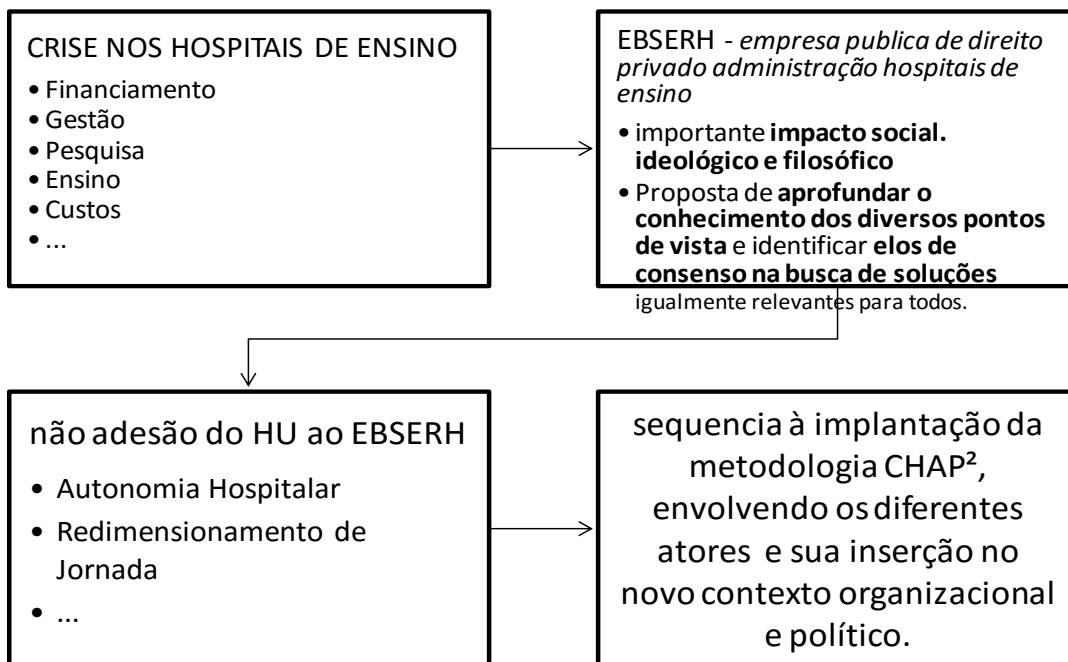 CRISE NOS HOSPITAIS DE ENSINO
• Financiamento
• Gestão
• Pesquisa
• Ensino
• Custos
• ...
EBSERH - empresa publica de direito
privado administração hospitais de
ensino
• importante impacto social.
ideológico e filosófico
• Proposta de aprofundar o
conhecimento dos diversos pontos
de vista e identificar elos de
consenso na busca de soluções
igualmente relevantes para todos.
não adesão do HU ao EBSERH
• Autonomia Hospitalar
• Redimensionamento de
Jornada
• ...
sequencia à implantação da
metodologia CHAP²,
envolvendo os diferentes
atores e sua inserção no
novo contexto organizacional
e político.